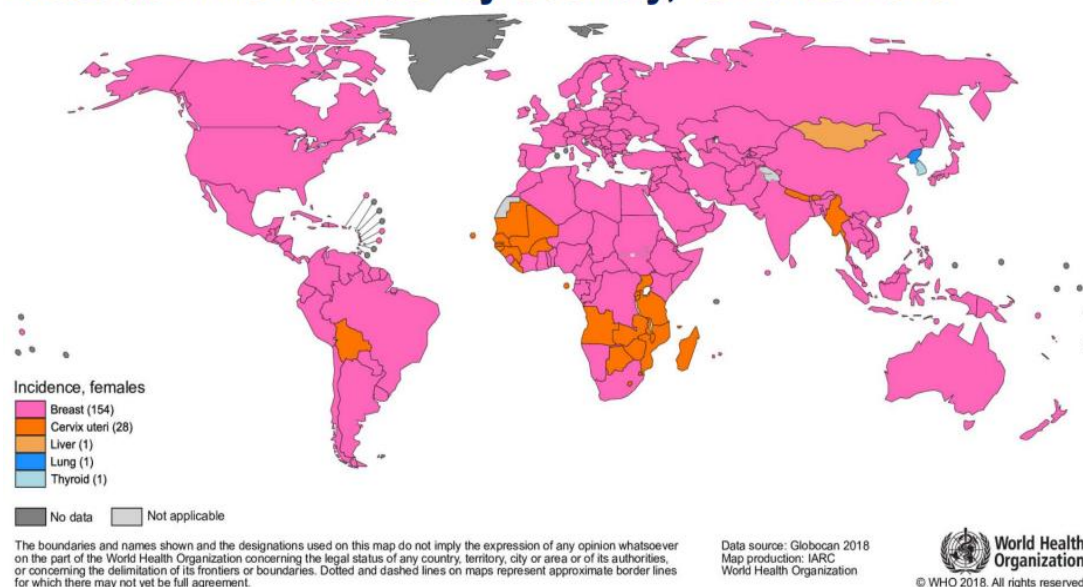 Incidence, females
Breast (154)
Cervix uteri (28)
Liver (1)
Lung (1)
Thyroid (1)
No data
Not applicable
The boundaries and names shown and the designations used on this map do not imply the expression of any opinion whatsoever
on the part of the World Health Organization concerning the legal status of any country, territory, city or area or of its authorities,
or concerning the delimitation of its frontiers or boundaries. Dotted and dashed lines on maps represent approximate border lines
for which there may not yet be full agreement.
Data source: Globocan 2018
Map production: IARC
World Health Organization
World Health
Organization
© WHO 2018. All rights reserve